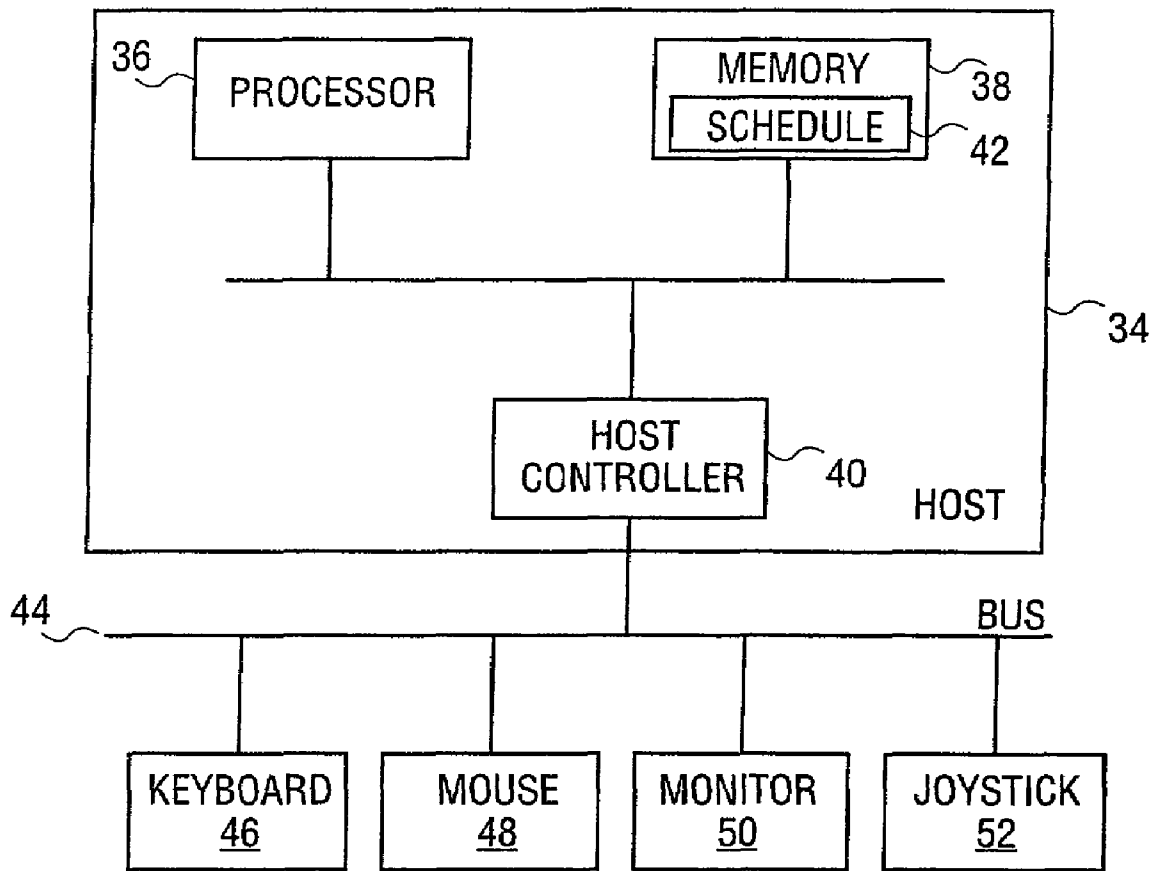 36
PROCESSOR
MEMORY
38
SCHEDULE
42
34
HOST
CONTROLLER
40
HOST
44
BUS
KEYBOARD
46
MOUSE
48
MONITOR
50
JOYSTICK
52